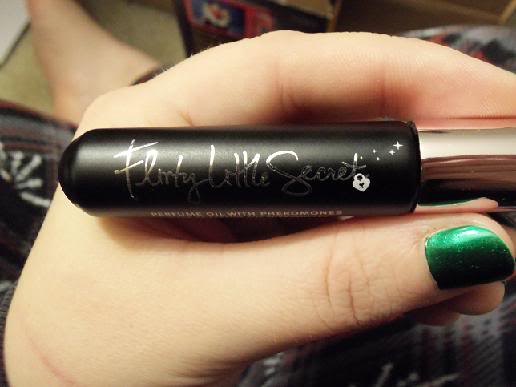 Flirty Little Secret
PERFUME OIL WITH PHEROMONES